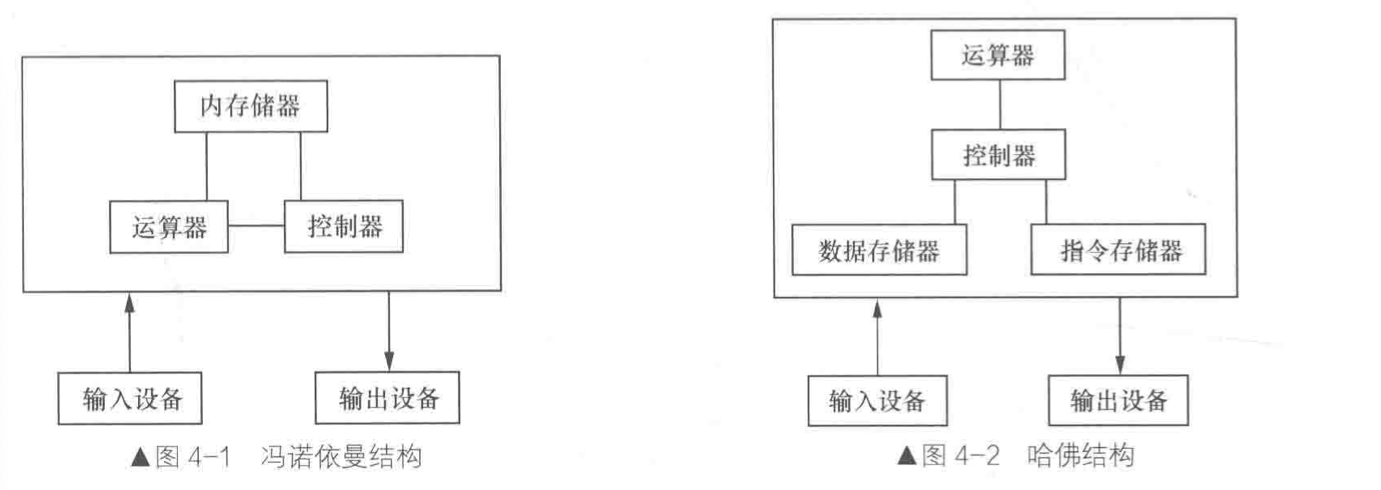 内存储器
运算器
控制器
输入设备
输出设备
▲图 4-1 冯诺依曼结构
运算器
控制器
数据存储器
指令存储器
输入设备
输出设备
▲图 4-2 哈佛结构